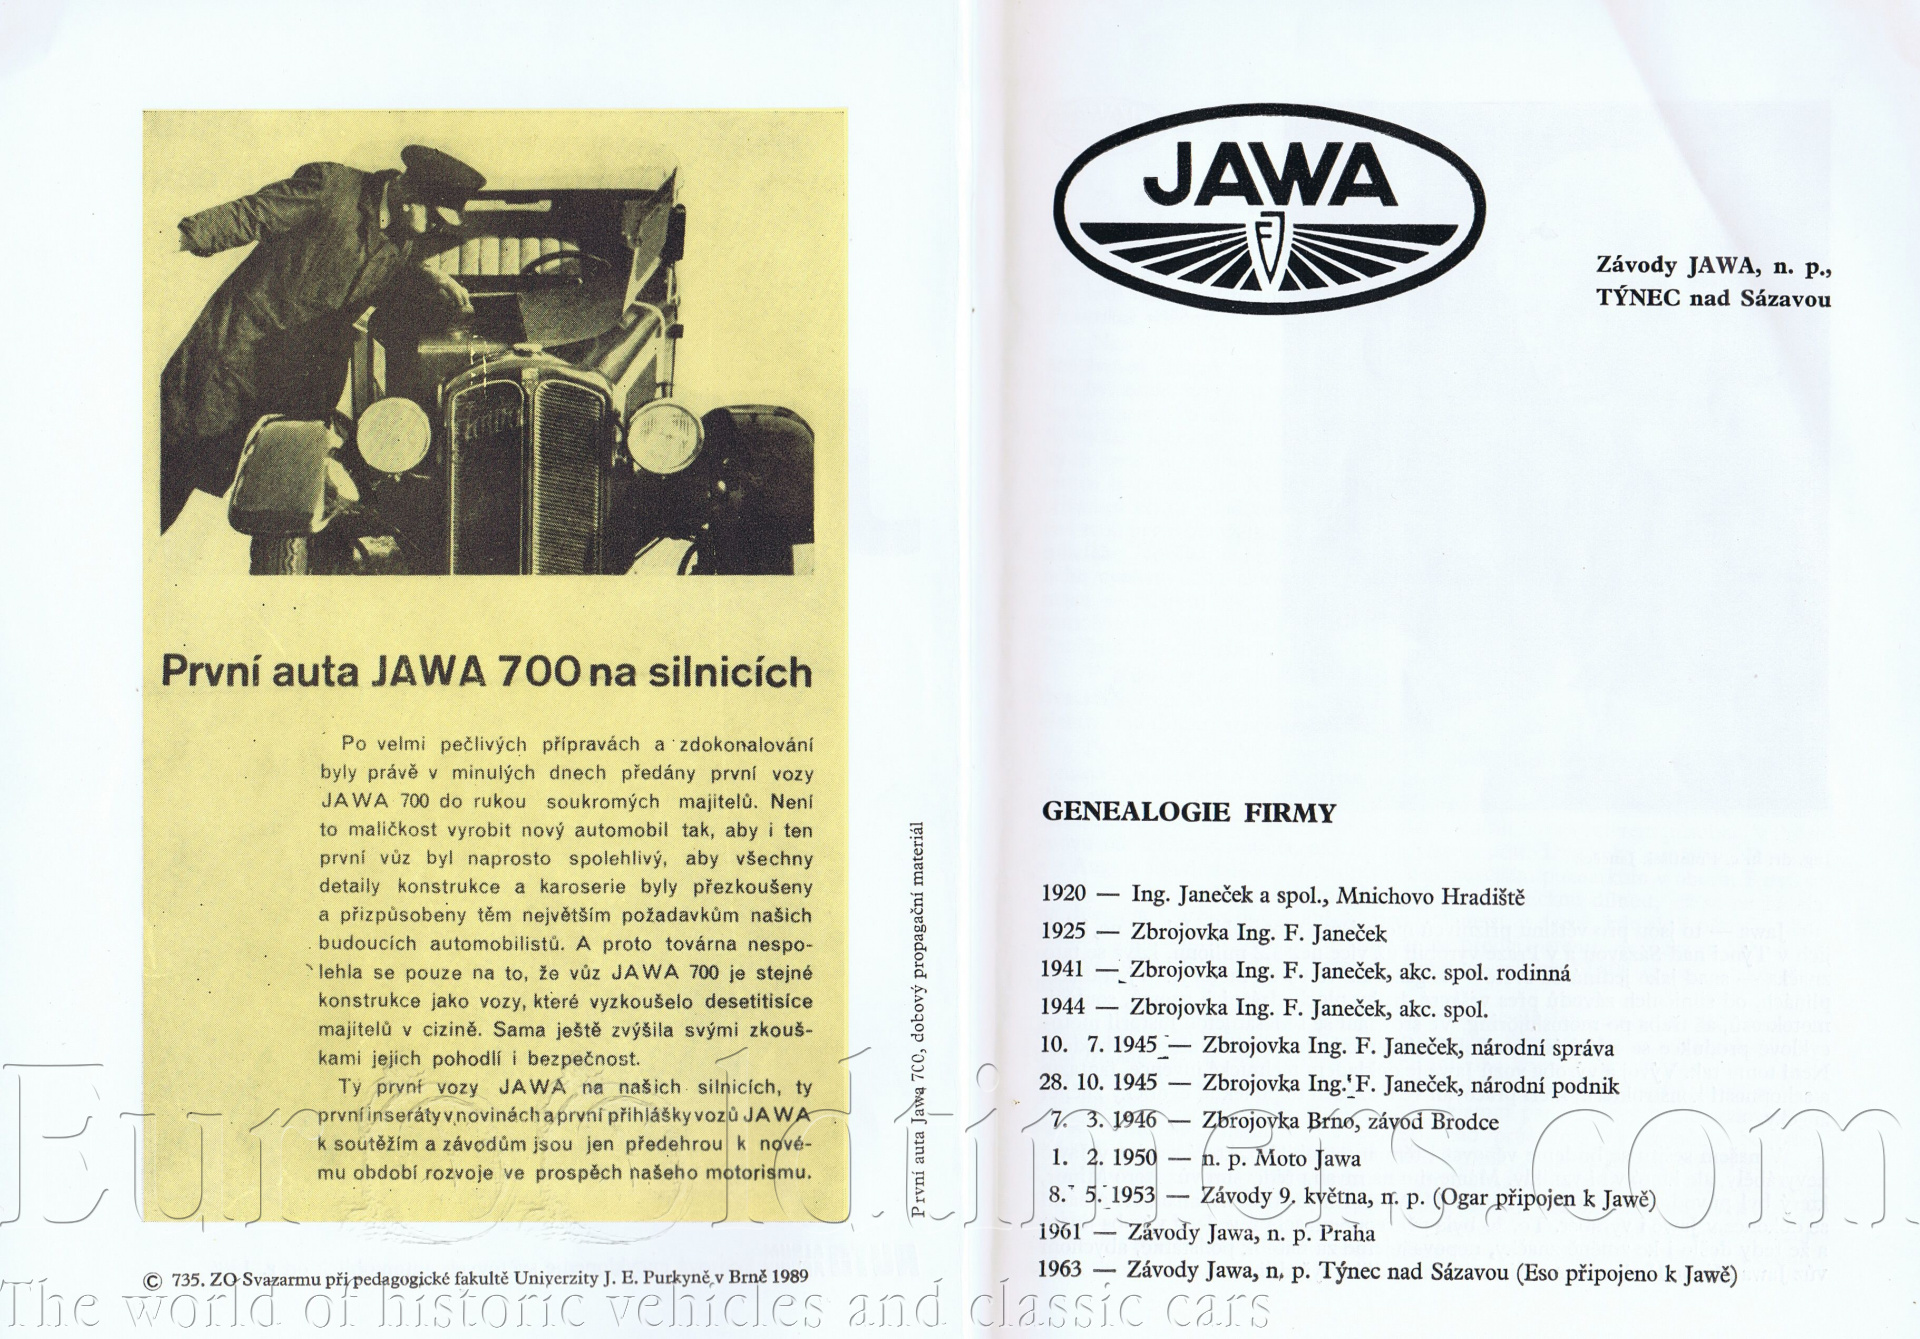 První auta JAWA 700 na silnicích
Po velmi pečlivých přípravách a zdokonalování
byly právě v minulých dnech předány první vozy
JAWA 700 do rukou soukromých majitelů. Není
to maličkost vyrobit nový automobil tak, aby i ten
první vůz byl naprosto spolehlivý, aby všechny
detaily konstrukce a karoserie byly přezkoušeny
a přizpůsobeny těm největším požadavkům našich
budoucích automobilistů. A proto továrna nespo-
lehla se pouze na to, že vůz JAWA 700 je stejné
konstrukce jako vozy, které vyzkoušelo desetitisíce
majitelů v cizině. Sama ještě zvýšila svými zkouš-
kami jejich pohodlí i bezpečnost.
Ty první vozy JAWA na našich silnicích, ty
první inseráty v novinách a první přihlášky vozů JAWA
k soutěžím a závodům jsou jen předehrou k nové-
mu období rozvoje ve prospěch našeho motorismu.
První auta Jawa 700, dobový propagační materiál
© 735. ZO Svazarmu při pedagogické fakultě Univerzity J. E. Purkyně v Brně 1989
JAWA
FJ
Závody JAWA, n. p.,
TÝNEC nad Sázavou
GENEALOGIE FIRMY
1920 — Ing. Janeček a spol., Mnichovo Hradiště
1925 — Zbrojovka Ing. F. Janeček
1941 — Zbrojovka Ing. F. Janeček, akc. spol. rodinná
1944 — Zbrojovka Ing. F. Janeček, akc. spol.
10. 7. 1945 — Zbrojovka Ing. F. Janeček, národní správa
28. 10. 1945 — Zbrojovka Ing. F. Janeček, národní podnik
7. 3. 1946 — Zbrojovka Brno, závod Brodce
1. 2. 1950 — n. p. Moto Jawa
8. 5. 1953 — Závody 9. května, n. p. (Ogar připojen k Jawě)
1961 — Závody Jawa, n. p. Praha
1963 — Závody Jawa, n. p. Týnec nad Sázavou (Eso připojeno k Jawě)
EuroOldtimers.com
The world of historic vehicles and classic cars